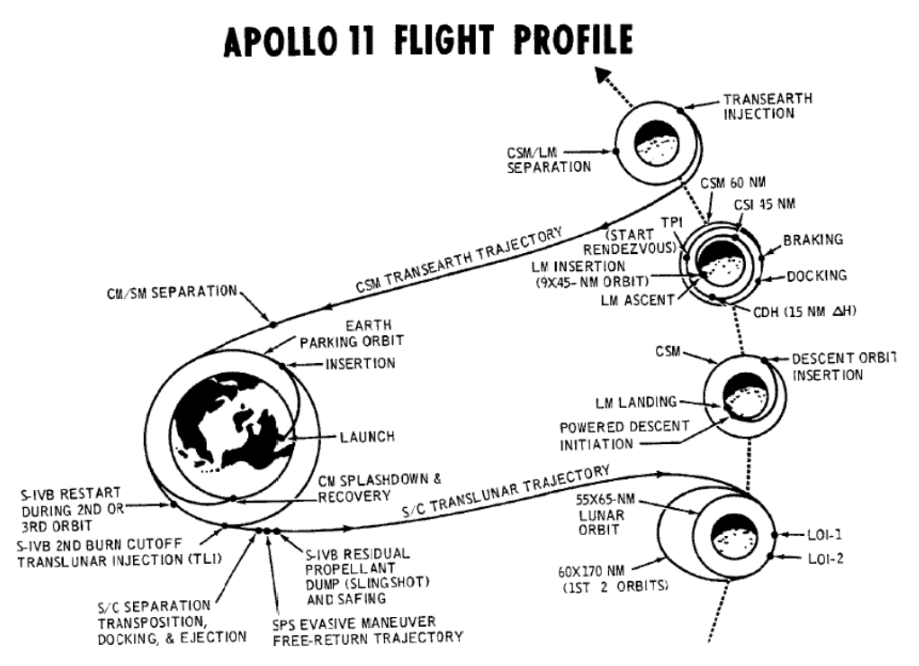 APOLLO 11 FLIGHT PROFILE
TRANSEARTH
INJECTION
CSM/LM
SEPARATION
CSM 60 NM
CSI 45 NM
TPI
(START
RENDEZVOUS)
BRAKING
LM INSERTION
(9X45-NM ORBIT)
DOCKING
LM ASCENT
CDH (15 NM ΔH)
CSM TRANSEARTH TRAJECTORY
CM/SM SEPARATION
EARTH
PARKING ORBIT
INSERTION
CSM
DESCENT ORBIT
INSERTION
LM LANDING
POWERED DESCENT
INITIATION
LAUNCH
CM SPLASHDOWN &
RECOVERY
S/C TRANSLUNAR TRAJECTORY
S-IVB RESTART
DURING 2ND OR
3RD ORBIT
S-IVB 2ND BURN CUTOFF
TRANSLUNAR INJECTION (TLI)
55X65-NM
LUNAR
ORBIT
LOI-1
LOI-2
60X170 NM
(1ST 2 ORBITS)
S-IVB RESIDUAL
PROPELLANT
DUMP (SLINGSHOT)
AND SAFING
S/C SEPARATION
TRANSPOSITION,
DOCKING, & EJECTION
SPS EVASIVE MANEUVER
FREE-RETURN TRAJECTORY